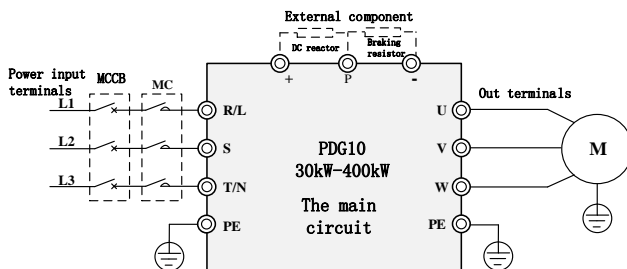 External component
DC reactor
Braking
resistor
+
P
-
Power input
terminals
MCCB
MC
L1
R/L
L2
S
L3
T/N
PE
PDG10
30kW-400kW
The main
circuit
U
V
W
PE
Out terminals
M